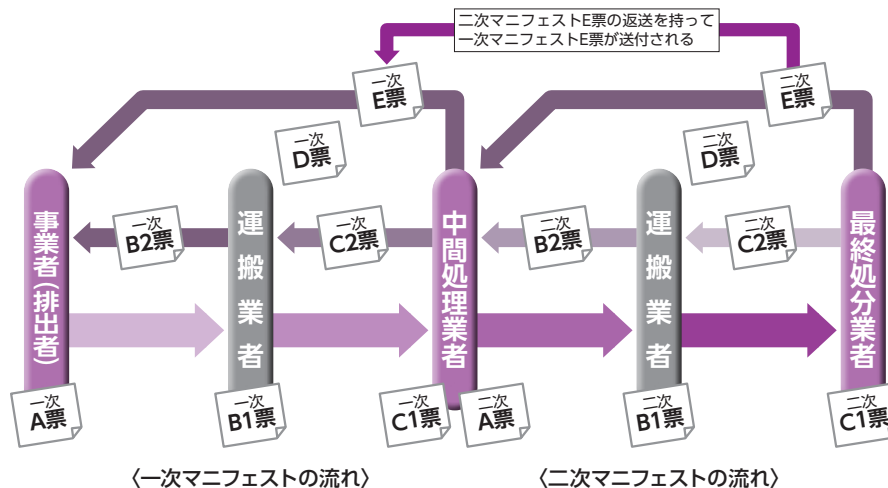 二次マニフェストE票の返送を持って
一次マニフェストE票が送付される
一次
E票
二次
E票
一次
D票
二次
D票
事業者(排出者)
運搬業者
中間処理業者
運搬業者
最終処分業者
一次
B2票
一次
C2票
二次
B2票
二次
C2票
一次
A票
一次
B1票
一次
C1票
二次
A票
二次
B1票
二次
C1票
〈一次マニフェストの流れ〉
〈二次マニフェストの流れ〉